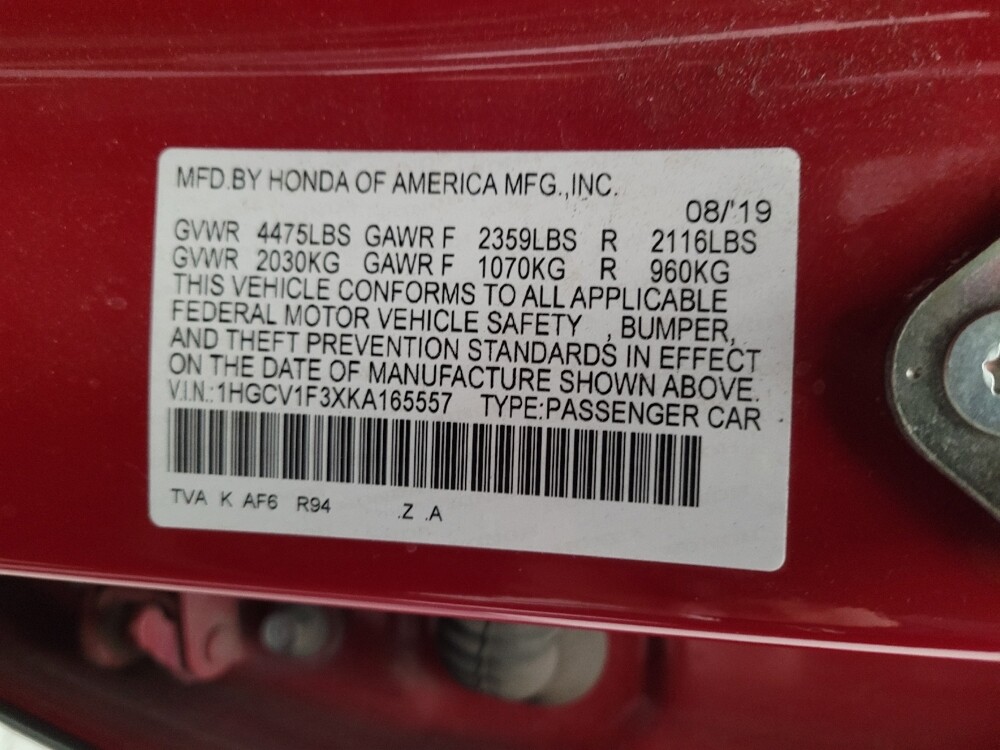 MFD.BY HONDA OF AMERICA MFG.,INC.
08/'19
GVWR 4475LBS GAWR F 2359LBS R 2116LBS
GVWR 2030KG GAWR F 1070KG R 960KG
THIS VEHICLE CONFORMS TO ALL APPLICABLE
FEDERAL MOTOR VEHICLE SAFETY , BUMPER,
AND THEFT PREVENTION STANDARDS IN EFFECT
ON THE DATE OF MANUFACTURE SHOWN ABOVE.
V.I.N.:1HGCV1F3XKA165557 TYPE:PASSENGER CAR
TVA K AF6 R94 .Z .A